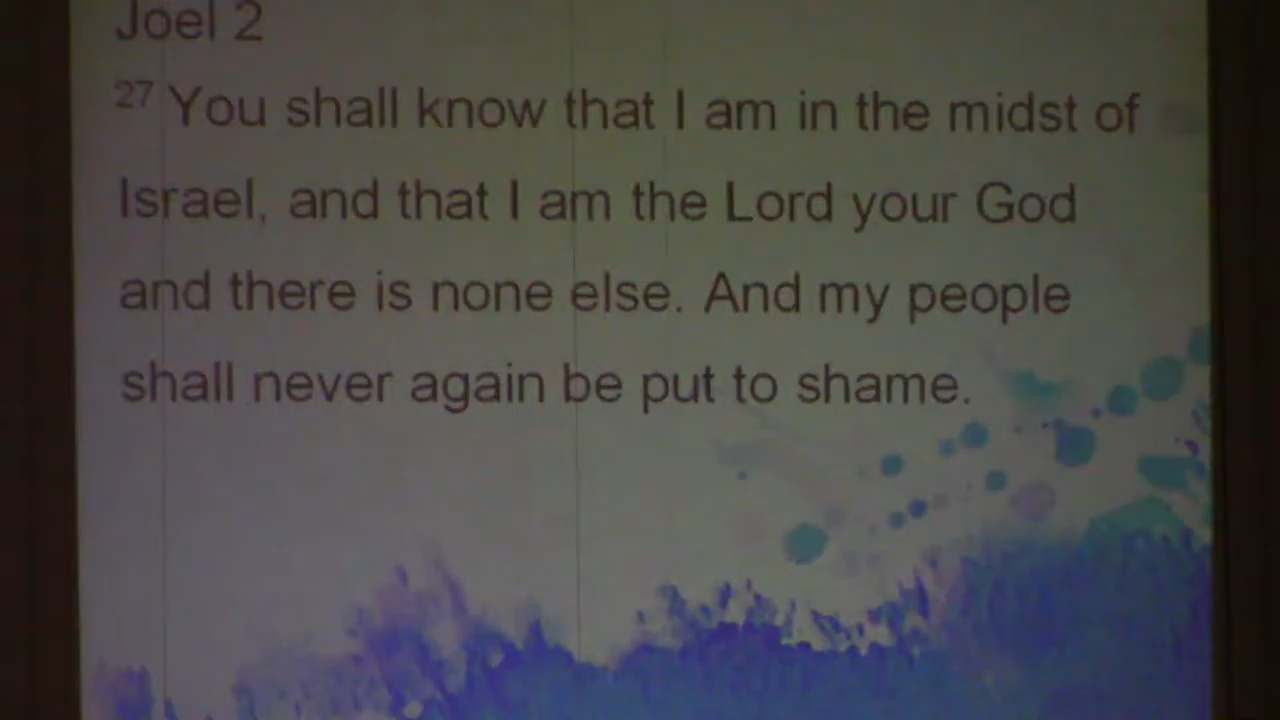 Joel 2
27 You shall know that I am in the midst of
Israel, and that I am the Lord your God
and there is none else. And my people
shall never again be put to shame.